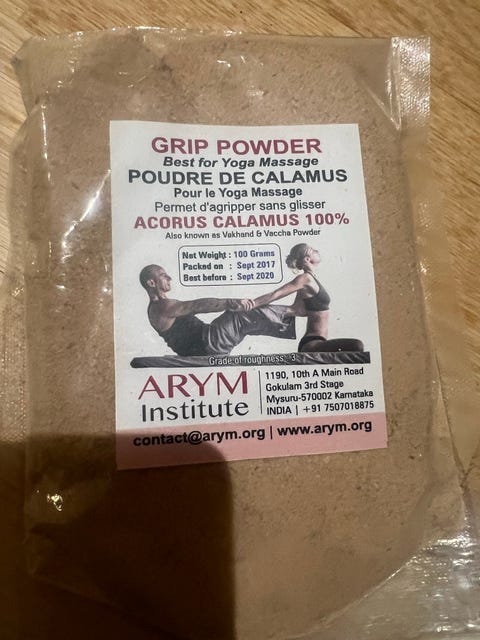 GRIP POWDER
Best for Yoga Massage
POUDRE DE CALAMUS
Pour le Yoga Massage
Permet d'agripper sans glisser
ACORUS CALAMUS 100%
Also known as Vakhand & Vaccha Powder
Net Weight : 100 Grams
Packed on : Sept 2017
Best before : Sept 2020
Grade of roughness: 3
ARYM
Institute
1190, 10th A Main Road
Gokulam 3rd Stage
Mysuru-570002 Karnataka
INDIA | +91 7507018875
contact@arym.org | www.arym.org